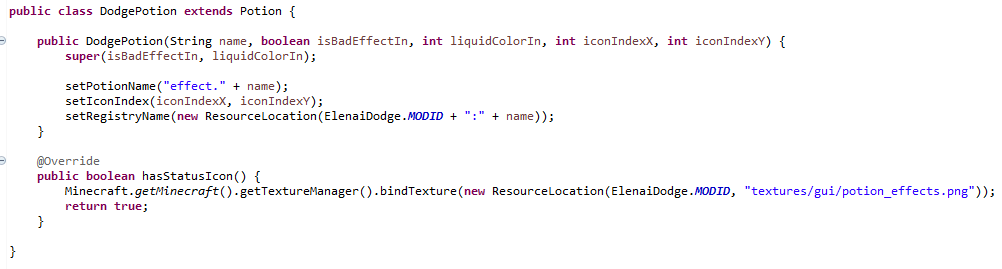 public class DodgePotion extends Potion {
public DodgePotion(String name, boolean isBadEffectIn, int liquidColorIn, int iconIndexX, int iconIndexY) {
super(isBadEffectIn, liquidColorIn);
setPotionName("effect." + name);
setIconIndex(iconIndexX, iconIndexY);
setRegistryName(new ResourceLocation(ElenaiDodge.MODID + ":" + name));
}
@Override
public boolean hasStatusIcon() {
Minecraft.getMinecraft().getTextureManager().bindTexture(new ResourceLocation(ElenaiDodge.MODID, "textures/gui/potion_effects.png"));
return true;
}
}